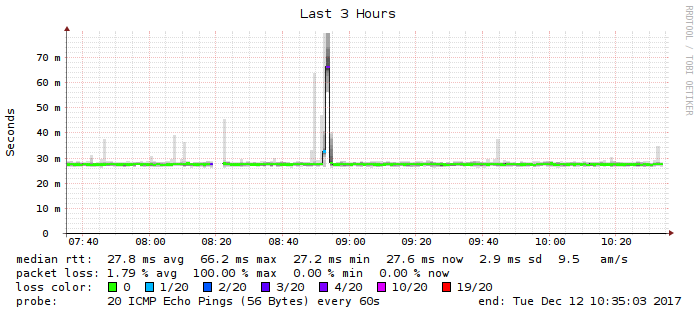 Last 3 Hours
RRDTOOL / TOBI OETIKER
Seconds
70 m
60 m
50 m
40 m
30 m
20 m
10 m
0
07:40 08:00 08:20 08:40 09:00 09:20 09:40 10:00 10:20
median rtt: 27.8 ms avg 66.2 ms max 27.2 ms min 27.6 ms now 2.9 ms sd 9.5 am/s
packet loss: 1.79 % avg 100.00 % max 0.00 % min 0.00 % now
loss color: 0 1/20 2/20 3/20 4/20 10/20 19/20
probe: 20 ICMP Echo Pings (56 Bytes) every 60s end: Tue Dec 12 10:35:03 2017